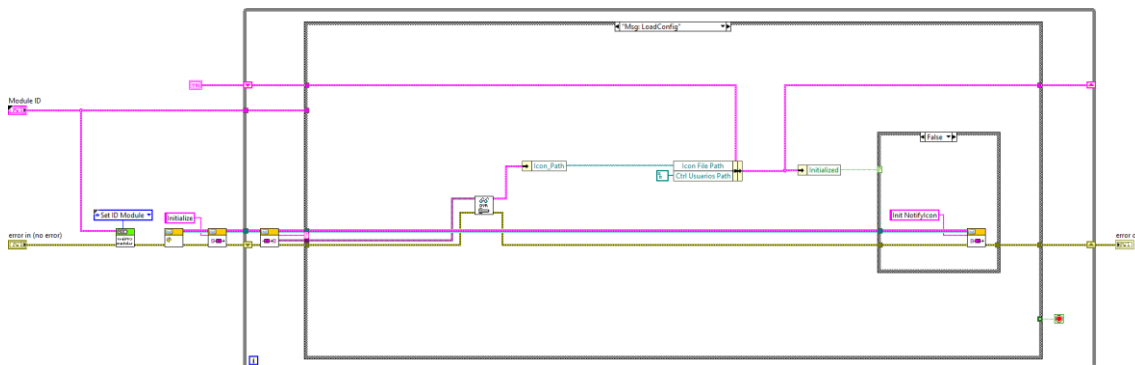 "Msg: LoadConfig"
Module ID
False
Icon_Path
Icon File Path
Initialized
Ctrl Usuarios Path
Set ID Module
Initialize
Init NotifyIcon
error in (no error)
error o
i